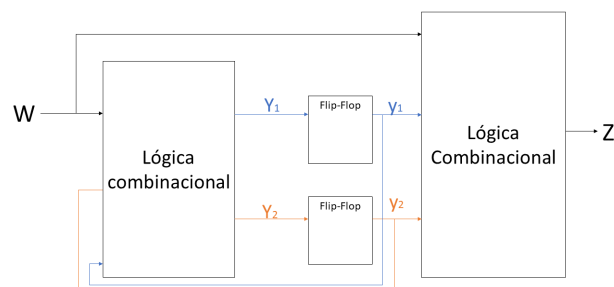 W
Lógica
combinacional
Y1
Flip-Flop
y1
Y2
Flip-Flop
y2
Lógica
Combinacional
Z